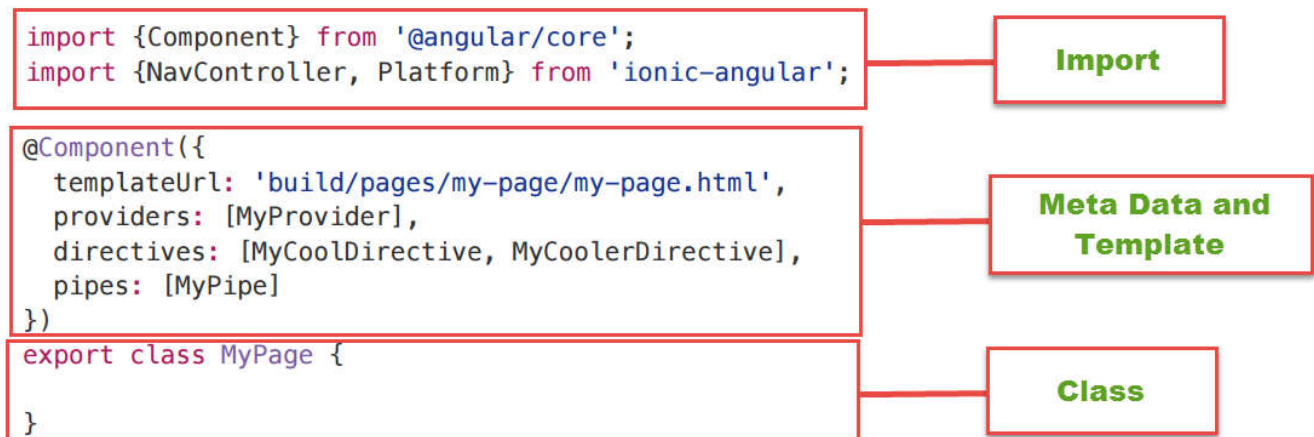 import {Component} from '@angular/core';
import {NavController, Platform} from 'ionic-angular';
Import
@Component({
  templateUrl: 'build/pages/my-page/my-page.html',
  providers: [MyProvider],
  directives: [MyCoolDirective, MyCoolerDirective],
  pipes: [MyPipe]
})
Meta Data and
Template
export class MyPage {
}
Class